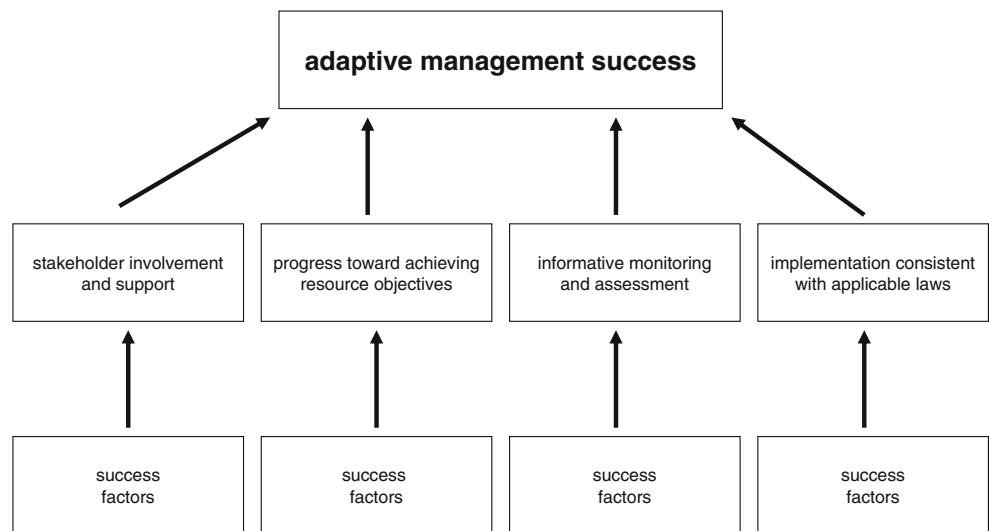 adaptive management success
stakeholder involvement
and support
progress toward achieving
resource objectives
informative monitoring
and assessment
implementation consistent
with applicable laws
success
factors
success
factors
success
factors
success
factors